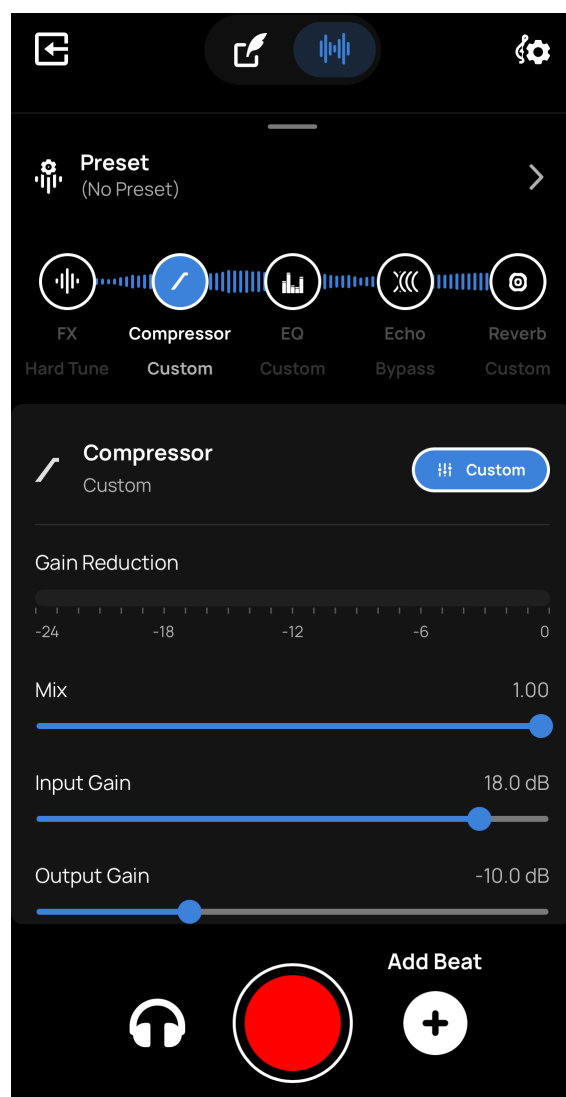 Preset
(No Preset)
FX Compressor EQ Echo Reverb
Hard Tune Custom Custom Bypass Custom
Compressor
Custom
Custom
Gain Reduction
-24 -18 -12 -6 0
Mix 1.00
Input Gain 18.0 dB
Output Gain -10.0 dB
Add Beat